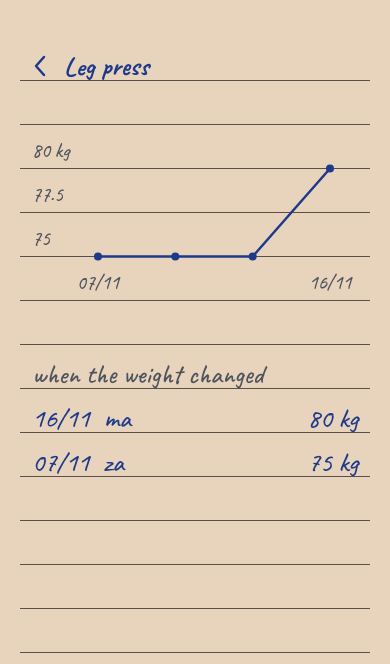 Leg press
80 kg
77.5
75
07/11 16/11
when the weight changed
16/11 ma 80 kg
07/11 za 75 kg